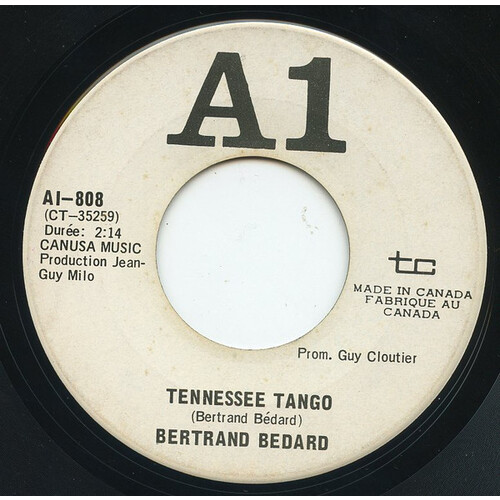 A1
AI-808
(CT-35259)
Durée: 2:14
CANUSA MUSIC
Production Jean-
Guy Milo
tc
MADE IN CANADA
FABRIQUE AU
CANADA
Prom. Guy Cloutier
TENNESSEE TANGO
(Bertrand Bédard)
BERTRAND BEDARD